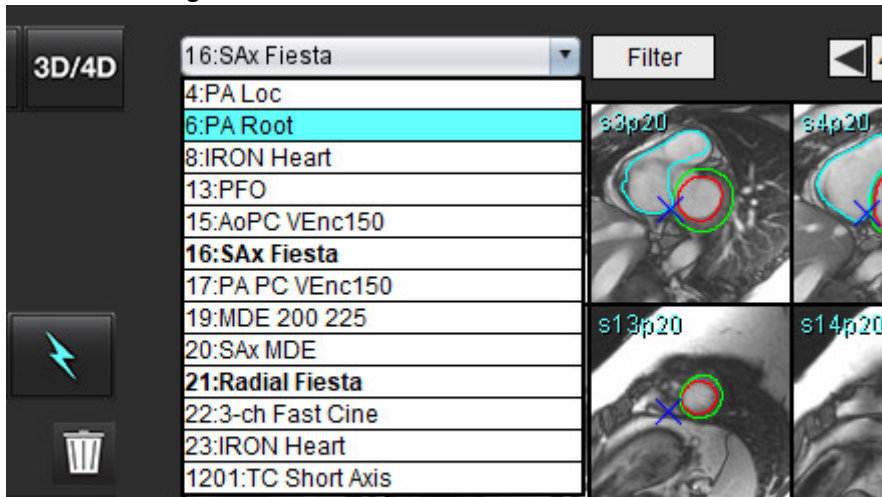 3D/4D
16:SAx Fiesta
Filter
4:PA Loc
6:PA Root
8:IRON Heart
13:PFO
15:AoPC VEnc150
16:SAx Fiesta
17:PA PC VEnc150
19:MDE 200 225
20:SAx MDE
21:Radial Fiesta
22:3-ch Fast Cine
23:IRON Heart
1201:TC Short Axis
s3p20
s4p20
s13p20
s14p20